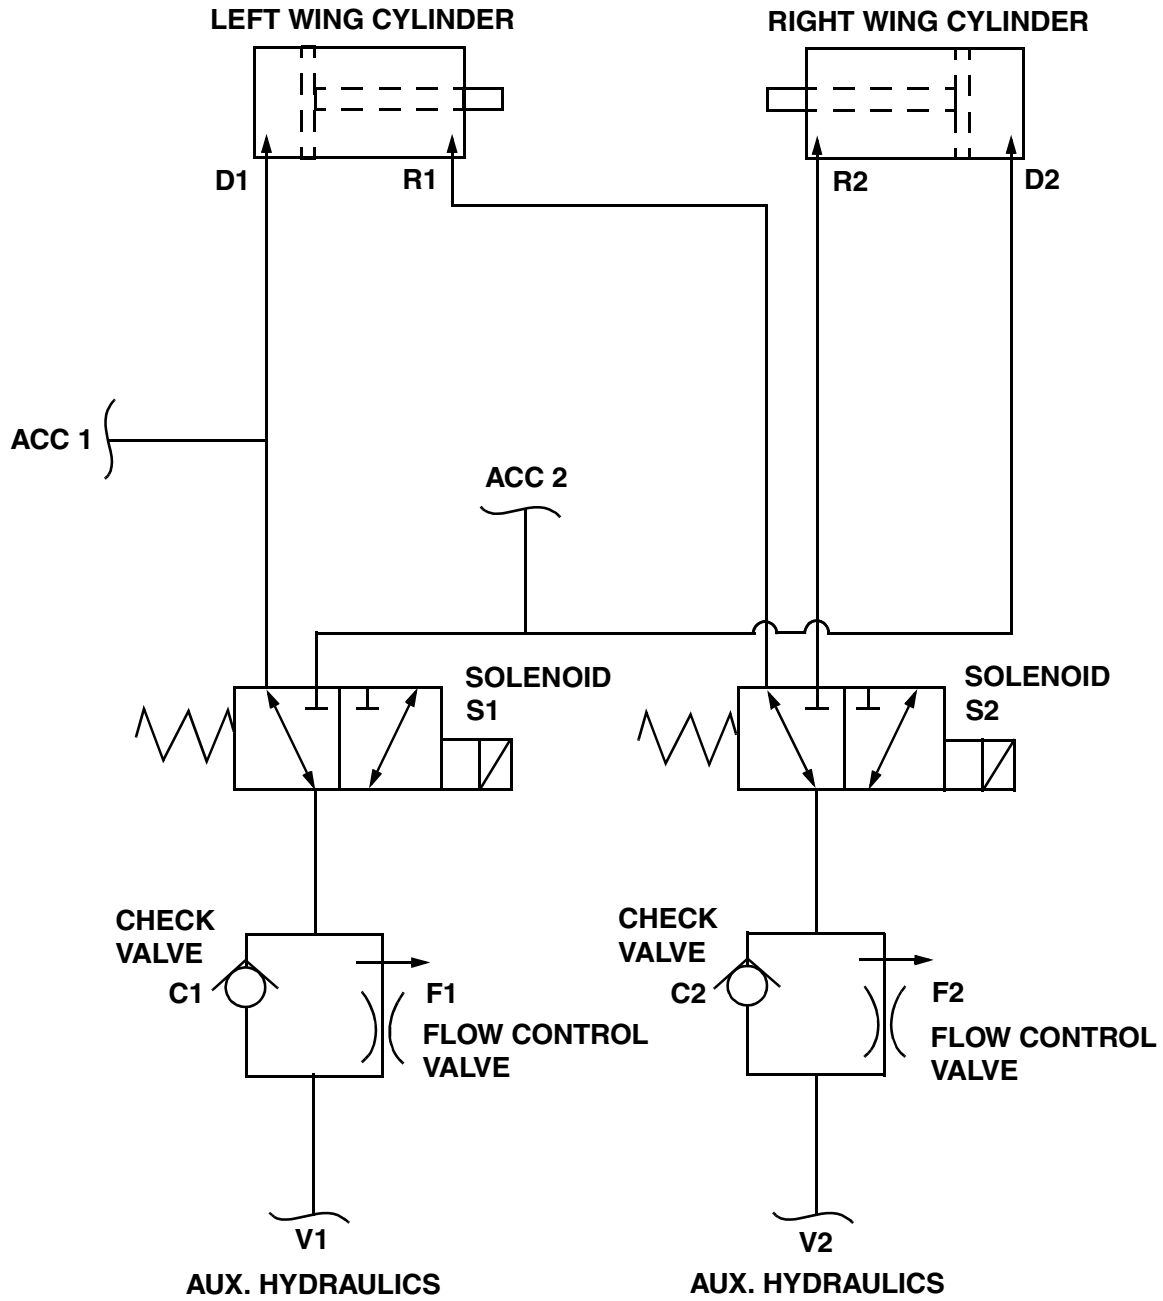 LEFT WING CYLINDER
RIGHT WING CYLINDER
D1
R1
R2
D2
ACC 1
ACC 2
SOLENOID
S1
SOLENOID
S2
CHECK
VALVE
C1
F1
FLOW CONTROL
VALVE
CHECK
VALVE
C2
F2
FLOW CONTROL
VALVE
V1
AUX. HYDRAULICS
V2
AUX. HYDRAULICS